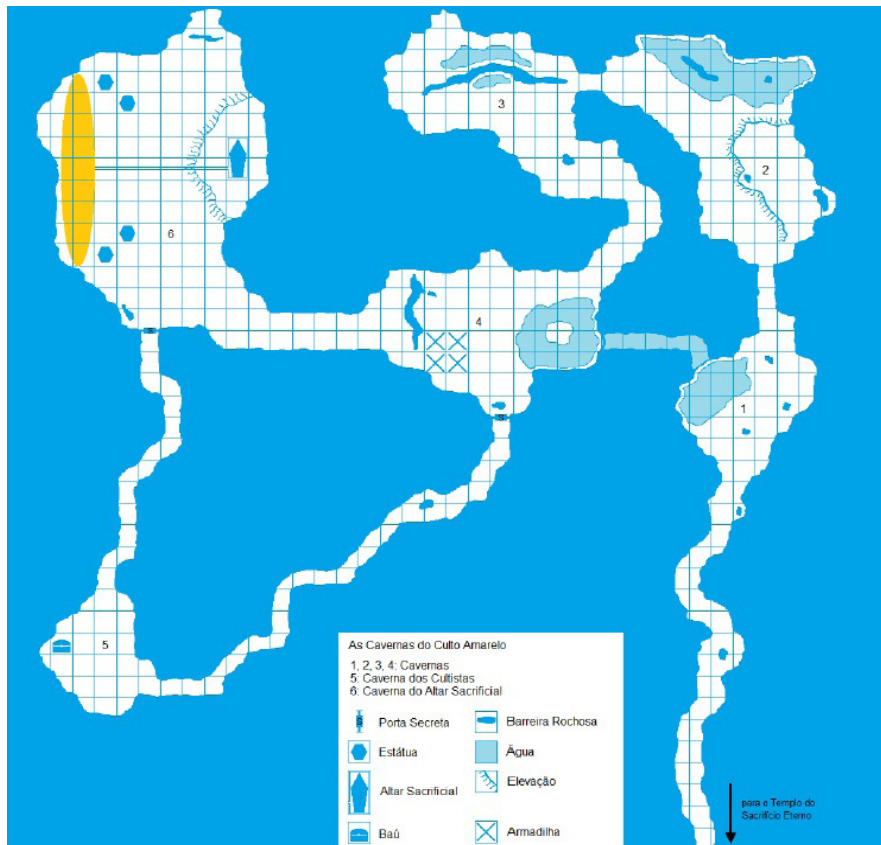 3
2
6
4
1
5
As Cavernas do Culto Amarelo
1, 2, 3, 4: Cavernas
5: Caverna dos Cultistas
6: Caverna do Altar Sacrificial
Porta Secreta
Barreira Rochosa
Estátua
Água
Altar Sacrificial
Elevação
Baú
Armadilha
para o Templo do
Sacrifício Eterno